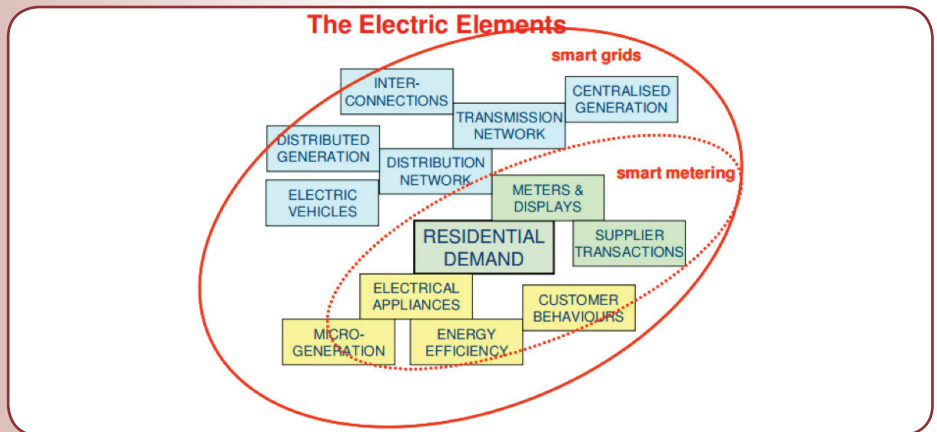 The Electric Elements
smart grids
INTER-
CONNECTIONS
CENTRALISED
GENERATION
TRANSMISSION
NETWORK
DISTRIBUTED
GENERATION
DISTRIBUTION
NETWORK
smart metering
ELECTRIC
VEHICLES
METERS &
DISPLAYS
RESIDENTIAL
DEMAND
SUPPLIER
TRANSACTIONS
ELECTRICAL
APPLIANCES
CUSTOMER
BEHAVIOURS
MICRO-
GENERATION
ENERGY
EFFICIENCY